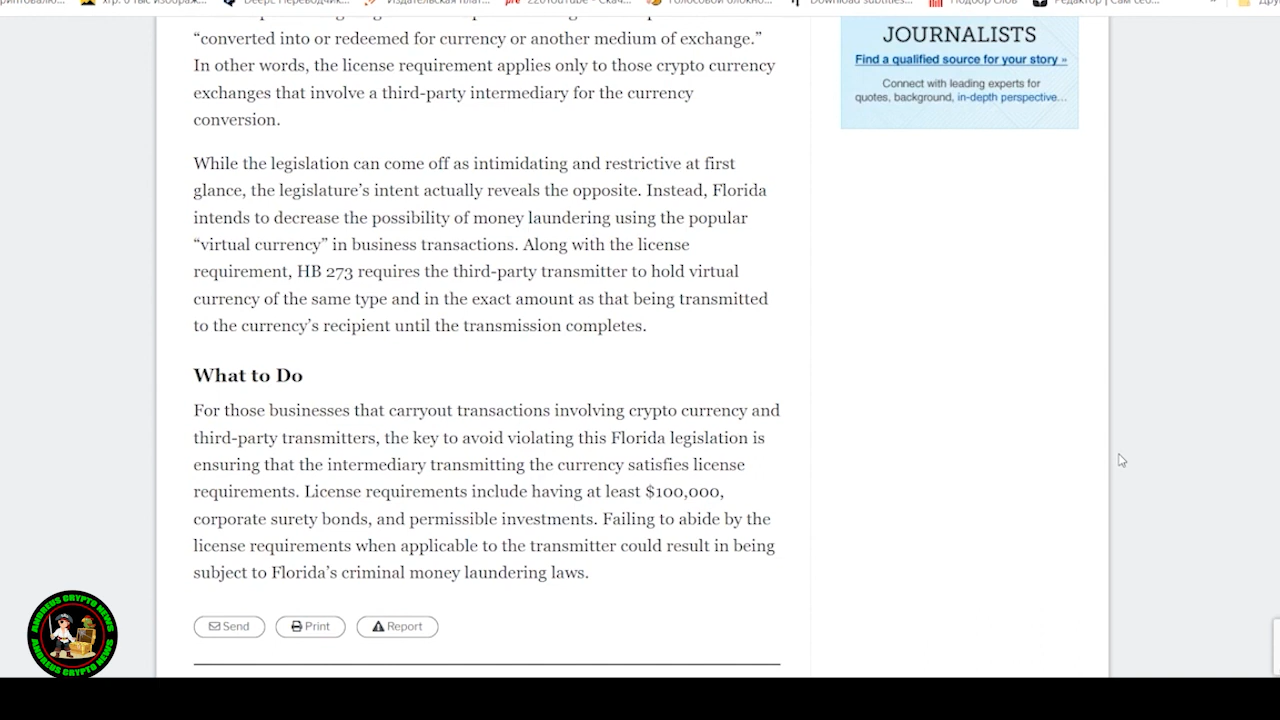 “converted into or redeemed for currency or another medium of exchange.”
In other words, the license requirement applies only to those crypto currency
exchanges that involve a third-party intermediary for the currency
conversion.
While the legislation can come off as intimidating and restrictive at first
glance, the legislature’s intent actually reveals the opposite. Instead, Florida
intends to decrease the possibility of money laundering using the popular
“virtual currency” in business transactions. Along with the license
requirement, HB 273 requires the third-party transmitter to hold virtual
currency of the same type and in the exact amount as that being transmitted
to the currency’s recipient until the transmission completes.
What to Do
For those businesses that carryout transactions involving crypto currency and
third-party transmitters, the key to avoid violating this Florida legislation is
ensuring that the intermediary transmitting the currency satisfies license
requirements. License requirements include having at least $100,000,
corporate surety bonds, and permissible investments. Failing to abide by the
license requirements when applicable to the transmitter could result in being
subject to Florida’s criminal money laundering laws.
Send Print Report
JOURNALISTS
Find a qualified source for your story »
Connect with leading experts for
quotes, background, in-depth perspective…
ANDREUS CRYPTO NEWS
ANDREUS CRYPTO NEWS